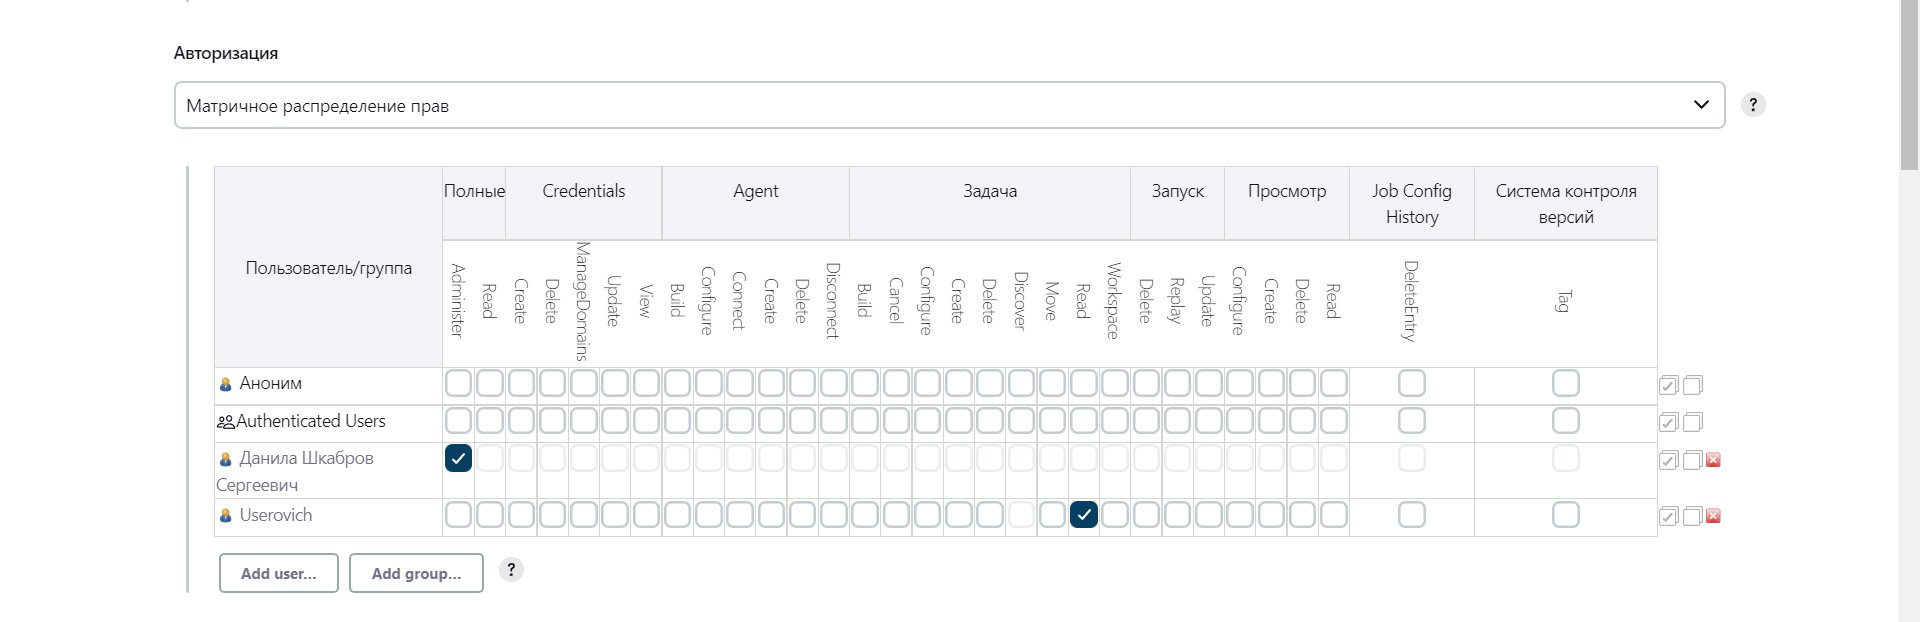 Авторизация
Матричное распределение прав
?
Полные
Credentials
Agent
Задача
Запуск
Просмотр
Job Config
History
Система контроля
версий
Пользователь/группа
Administer
Read
Create
Delete
ManageDomains
Update
View
Build
Configure
Connect
Create
Delete
Disconnect
Build
Cancel
Configure
Create
Delete
Discover
Move
Read
Workspace
Delete
Replay
Update
Configure
Create
Delete
Read
DeleteEntry
Tag
Аноним
Authenticated Users
Данила Шкабров
Сергеевич
Userovich
Add user...
Add group...
?